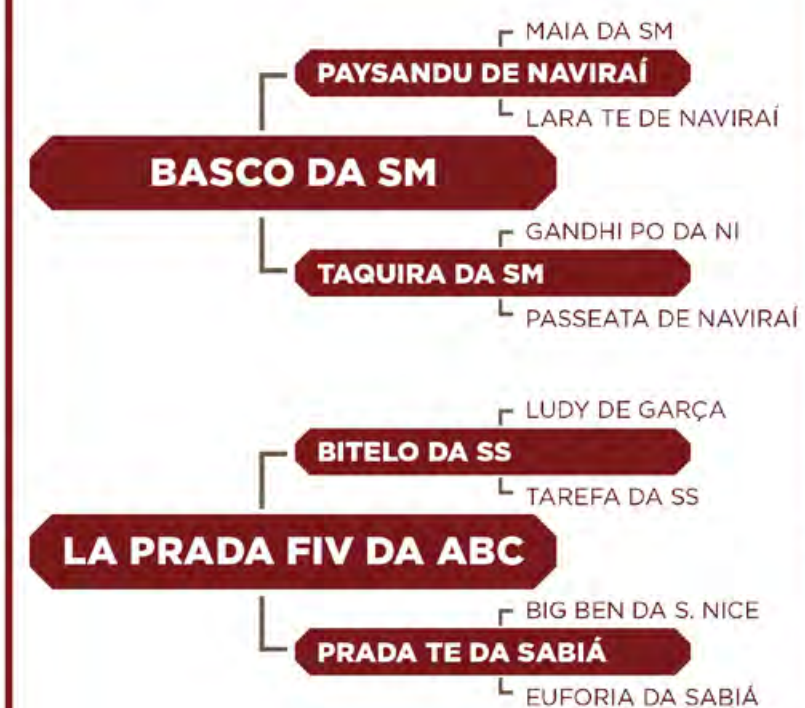 MAIA DA SM
PAYSANDU DE NAVIRAÍ
LARA TE DE NAVIRAÍ
BASCO DA SM
GANDHI PO DA NI
TAQUIRA DA SM
PASSEATA DE NAVIRAÍ
LUDY DE GARÇA
BITELO DA SS
TAREFA DA SS
LA PRADA FIV DA ABC
BIG BEN DA S. NICE
PRADA TE DA SABIÁ
EUFORIA DA SABIÁ